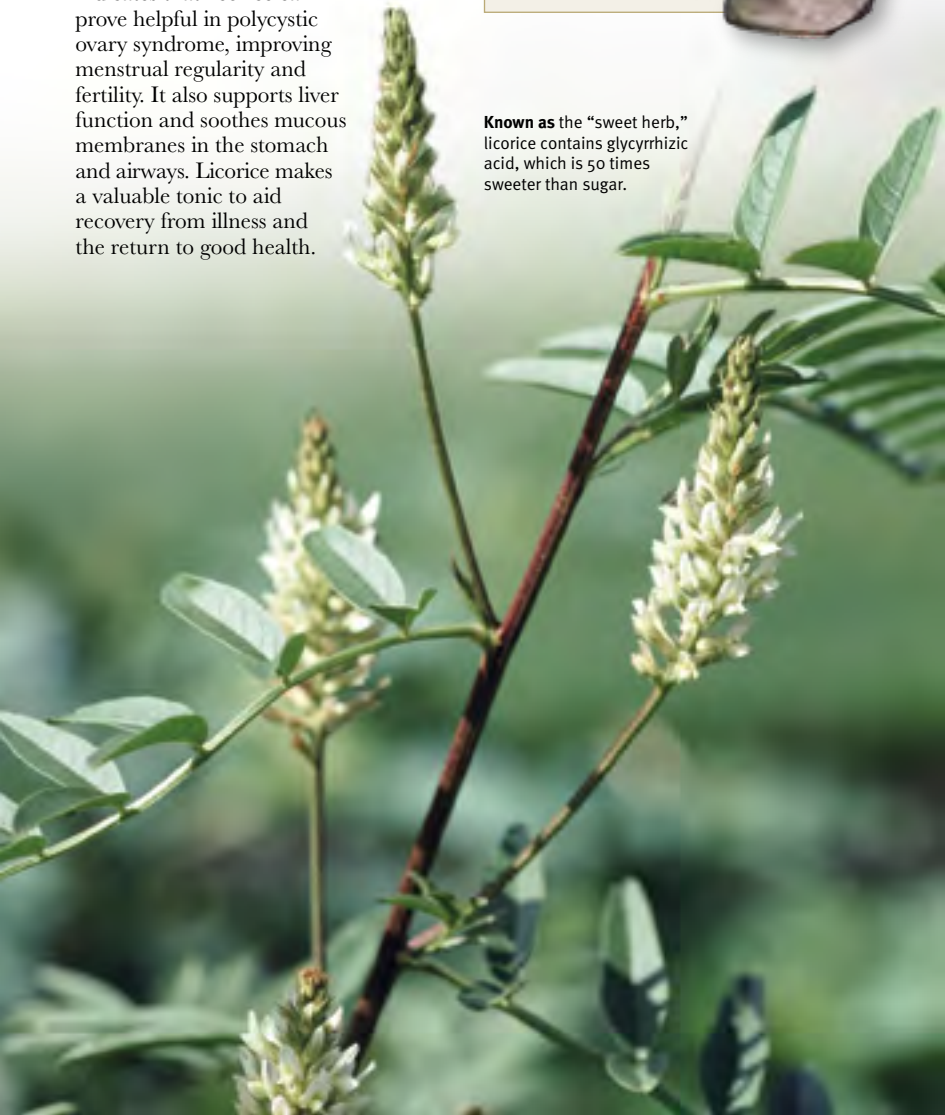 prove helpful in polycystic
ovary syndrome, improving
menstrual regularity and
fertility. It also supports liver
function and soothes mucous
membranes in the stomach
and airways. Licorice makes
a valuable tonic to aid
recovery from illness and
the return to good health.
Known as the “sweet herb,”
licorice contains glycyrrhizic
acid, which is 50 times
sweeter than sugar.